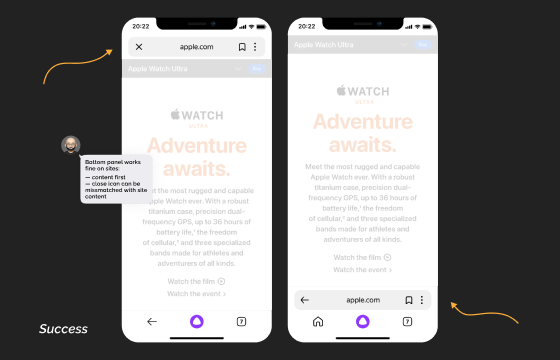 20:22
apple.com
Apple Watch Ultra
Buy
WATCH
ULTRA
Adventure
awaits.
Meet the most rugged and capable
Apple Watch ever. With a robust
titanium case, precision dual-
frequency GPS, up to 36 hours of
battery life,¹ the freedom
of cellular,² and three specialized
bands made for athletes and
adventurers of all kinds.
Watch the film
Watch the event ›
7
Bottom panel works
fine on sites:
— content first
— close icon can be
missmatched with site
content
Success
20:22
Apple Watch Ultra
Buy
WATCH
ULTRA
Adventure
awaits.
Meet the most rugged and capable
Apple Watch ever. With a robust
titanium case, precision dual-
frequency GPS, up to 36 hours of
battery life,¹ the freedom
of cellular,² and three specialized
bands made for athletes and
adventurers of all kinds.
Watch the film
Watch the event ›
apple.com
7